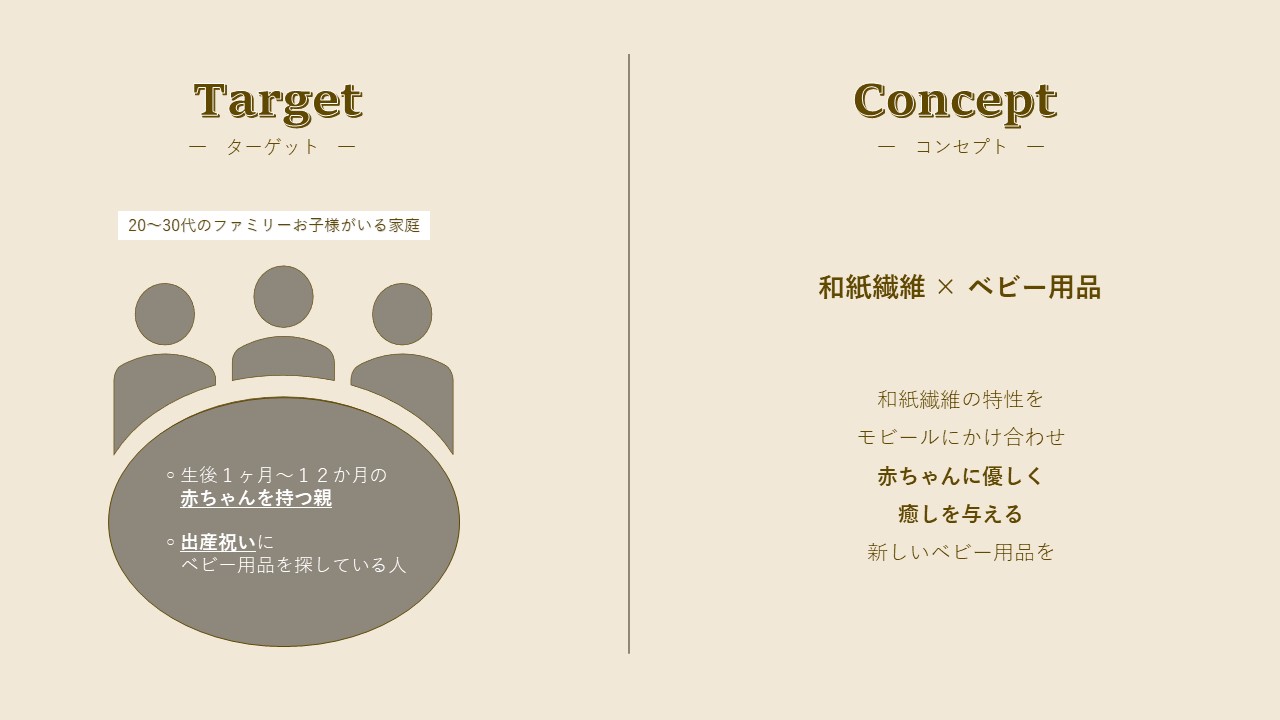 Target
― ターゲット ―
20～30代のファミリーお子様がいる家庭
○ 生後１ヶ月～１２か月の
赤ちゃんを持つ親
○ 出産祝いに
ベビー用品を探している人
Concept
― コンセプト ―
和紙繊維 × ベビー用品
和紙繊維の特性を
モビールにかけ合わせ
赤ちゃんに優しく
癒しを与える
新しいベビー用品を